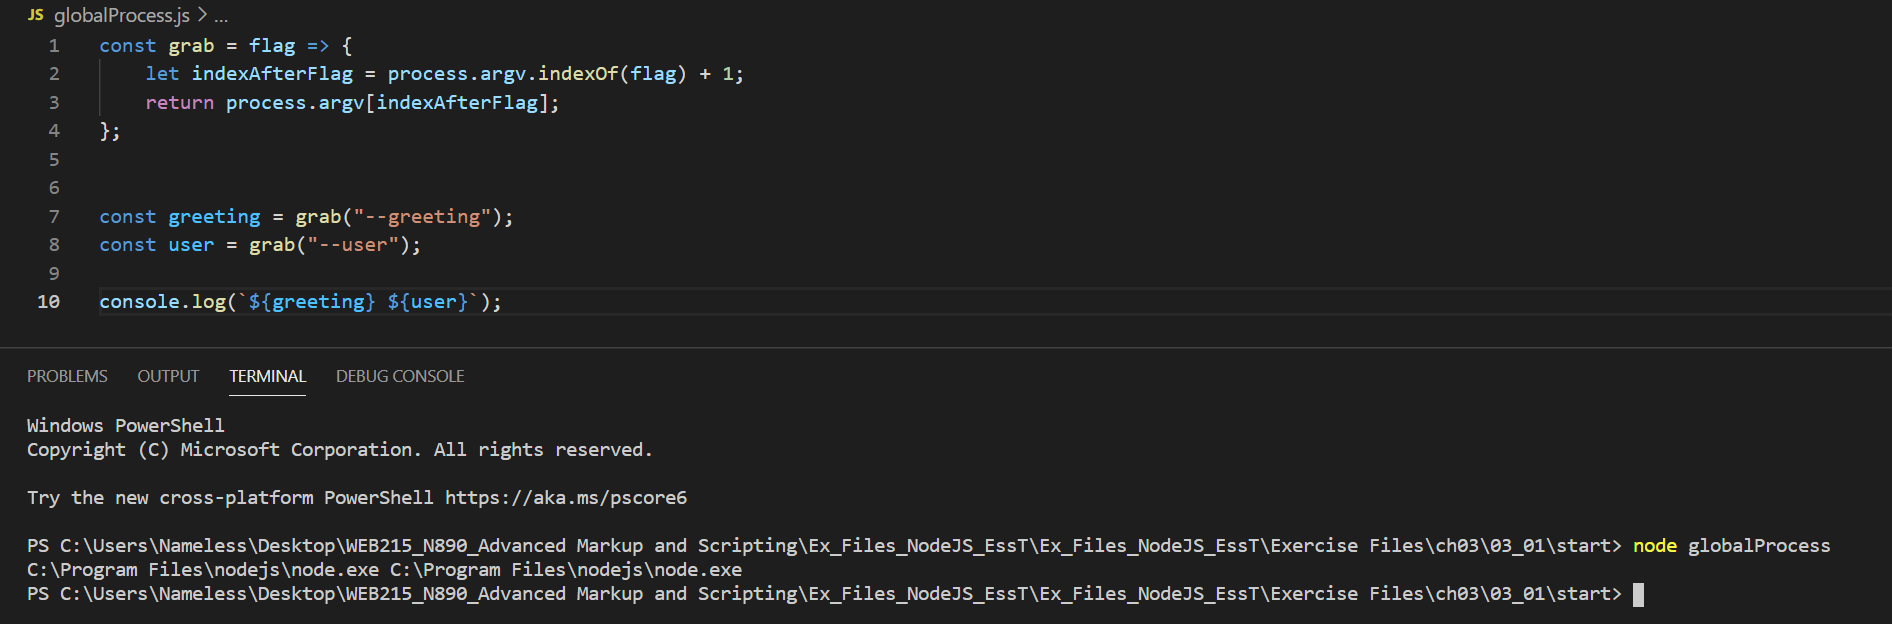 JS globalProcess.js > ...
1 const grab = flag => {
2     let indexAfterFlag = process.argv.indexOf(flag) + 1;
3     return process.argv[indexAfterFlag];
4 };
5
6
7 const greeting = grab("--greeting");
8 const user = grab("--user");
9
10 console.log(`${greeting} ${user}`);
PROBLEMS OUTPUT TERMINAL DEBUG CONSOLE
Windows PowerShell
Copyright (C) Microsoft Corporation. All rights reserved.
Try the new cross-platform PowerShell https://aka.ms/pscore6
PS C:\Users\Nameless\Desktop\WEB215_N890_Advanced Markup and Scripting\Ex_Files_NodeJS_EssT\Ex_Files_NodeJS_EssT\Exercise Files\ch03\03_01\start> node globalProcess
C:\Program Files\nodejs\node.exe C:\Program Files\nodejs\node.exe
PS C:\Users\Nameless\Desktop\WEB215_N890_Advanced Markup and Scripting\Ex_Files_NodeJS_EssT\Ex_Files_NodeJS_EssT\Exercise Files\ch03\03_01\start>